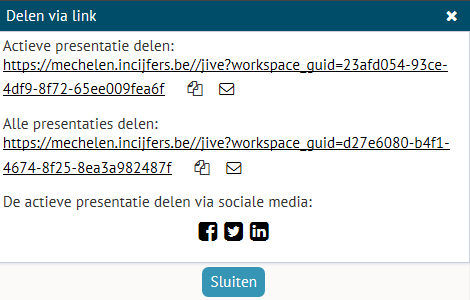 Delen via link
Actieve presentatie delen:
https://mechelen.incijfers.be//jive?workspace_guid=23afd054-93ce-
4df9-8f72-65ee009fea6f
Alle presentaties delen:
https://mechelen.incijfers.be//jive?workspace_guid=d27e6080-b4f1-
4674-8f25-8ea3a982487f
De actieve presentatie delen via sociale media:
Sluiten